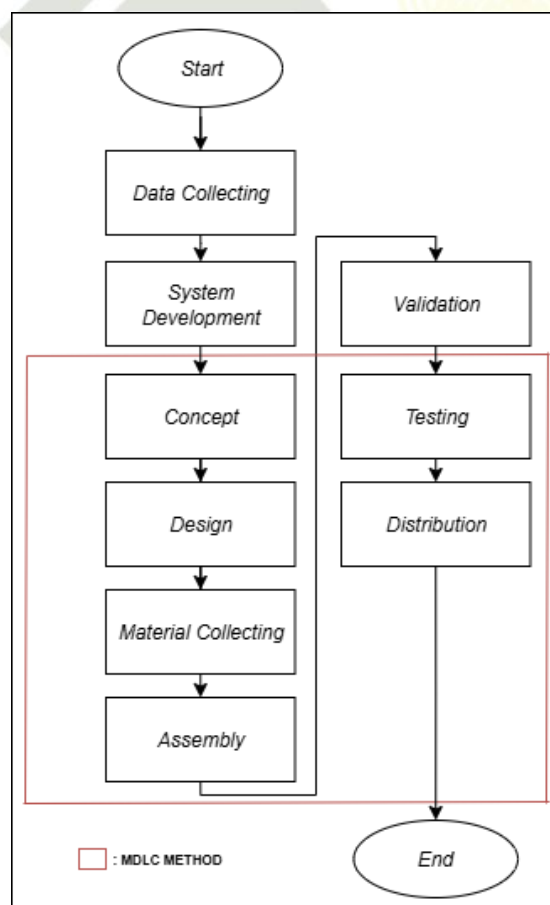 Start
Data Collecting
System
Development
Concept
Design
Material Collecting
Assembly
Validation
Testing
Distribution
End
: MDLC METHOD